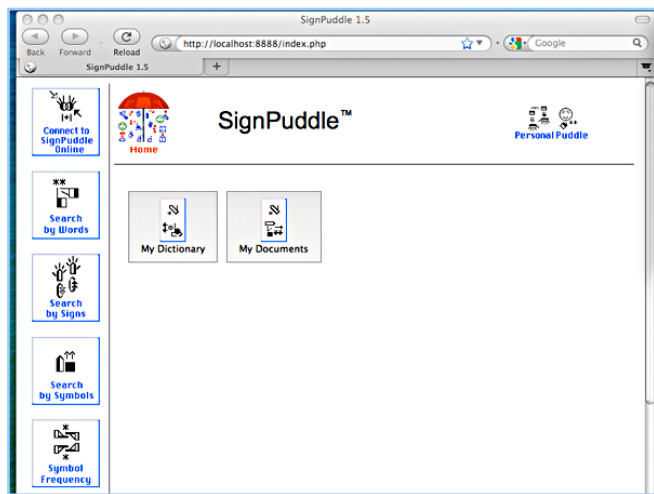 SignPuddle 1.5
Back
Forward
Reload
http://localhost:8888/index.php
Google
SignPuddle 1.5
+
Connect to
SignPuddle
Online
Home
SignPuddle™
Personal Puddle
Search
by Words
My Dictionary
My Documents
Search
by Signs
Search
by Symbols
Symbol
Frequency